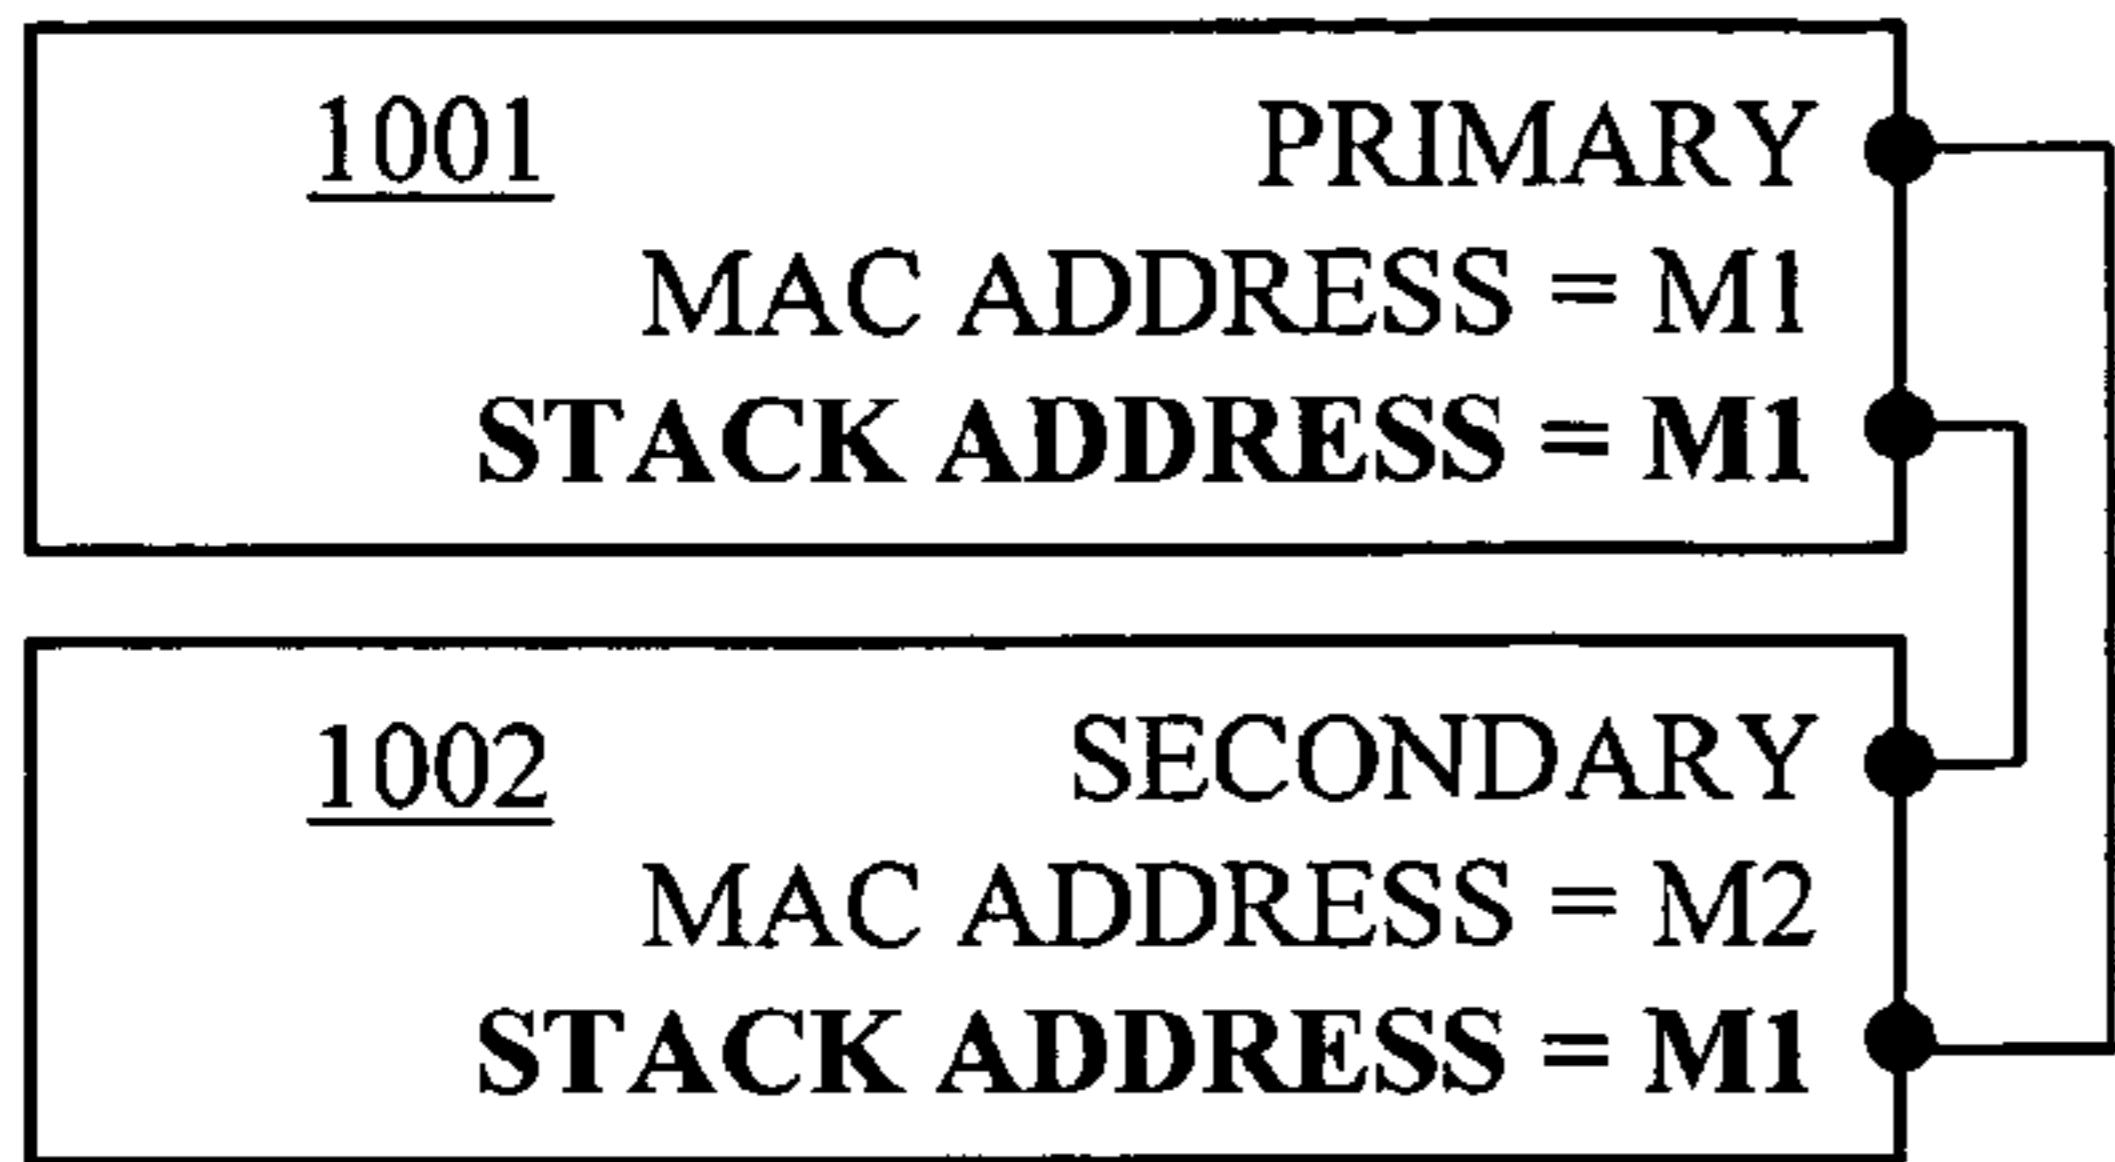 1001 PRIMARY
MAC ADDRESS = M1
STACK ADDRESS = M1
1002 SECONDARY
MAC ADDRESS = M2
STACK ADDRESS = M1